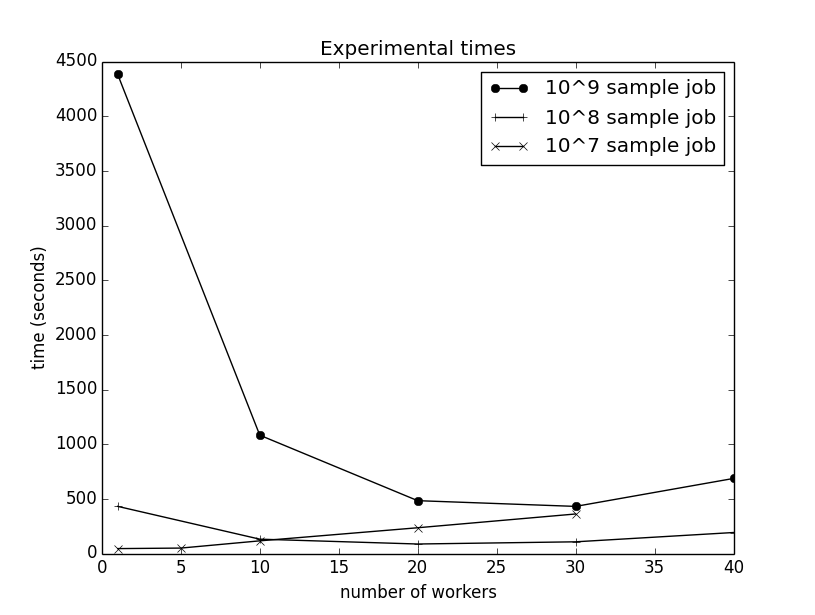 Experimental times
10^9 sample job
10^8 sample job
10^7 sample job
time (seconds)
4500
4000
3500
3000
2500
2000
1500
1000
500
0
0 5 10 15 20 25 30 35 40
number of workers